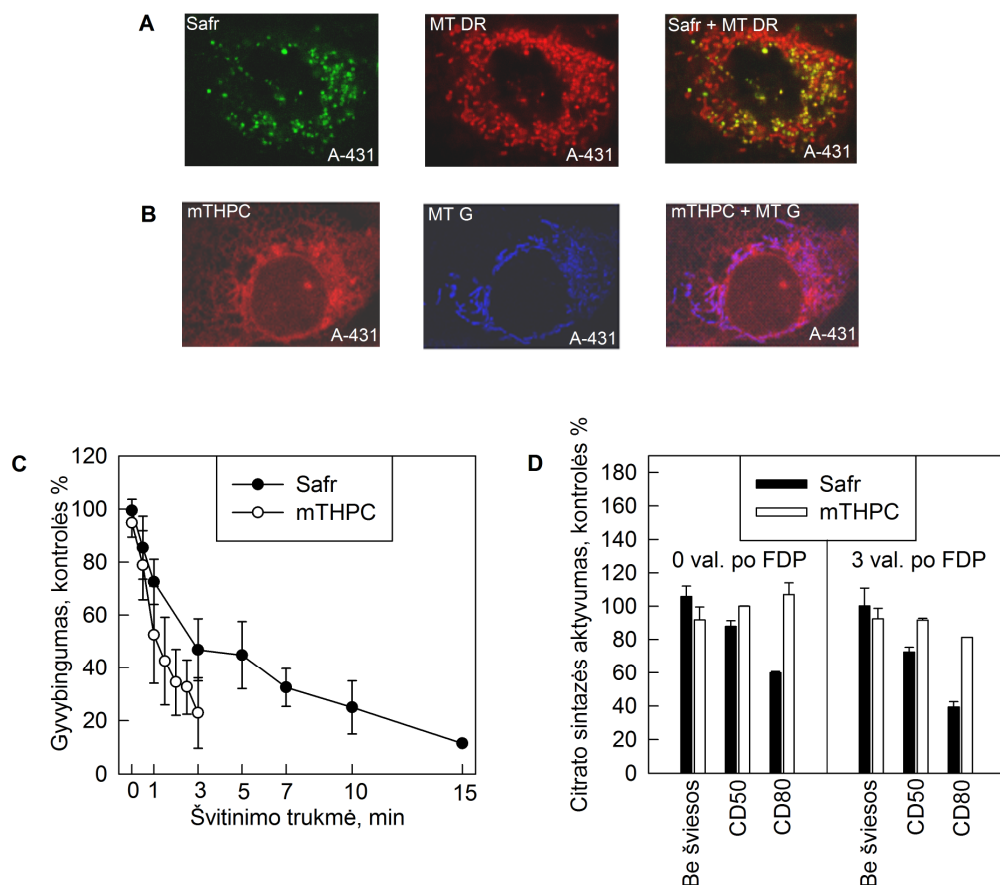 A
Safr
A-431
MT DR
A-431
Safr + MT DR
A-431
B
mTHPC
A-431
MT G
A-431
mTHPC + MT G
A-431
C
Gyvybingumas, kontrolės %
120
100
80
60
40
20
0
Safr
mTHPC
0 1 3 5 7 10 15
Švitinimo trukmė, min
D
Citrato sintazės aktyvumas, kontrolės %
180
160
140
120
100
80
60
40
20
0
Safr
mTHPC
0 val. po FDP
3 val. po FDP
Be šviesos
CD50
CD80
Be šviesos
CD50
CD80